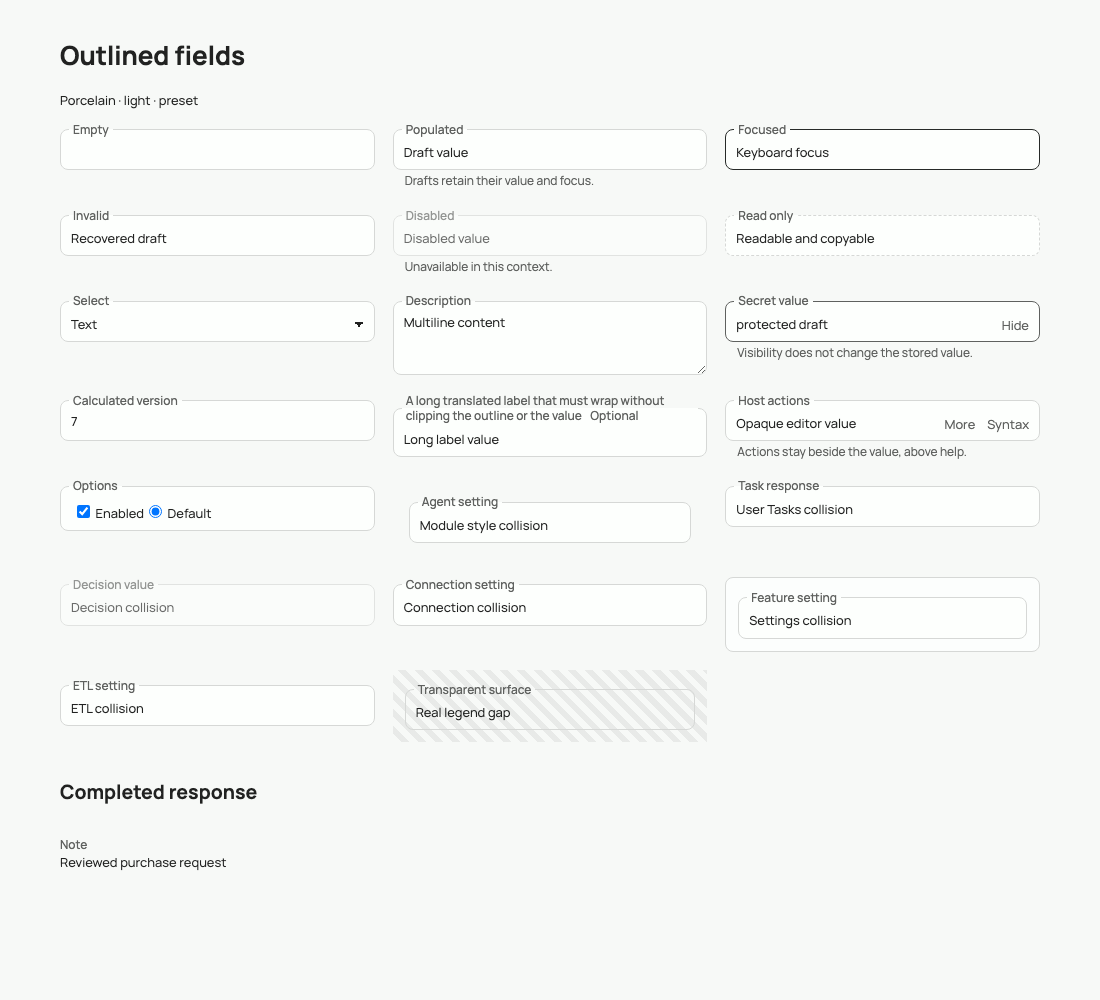 Outlined fields
Porcelain · light · preset
Empty
Populated
Draft value
Drafts retain their value and focus.
Focused
Keyboard focus
Invalid
Recovered draft
Disabled
Disabled value
Unavailable in this context.
Read only
Readable and copyable
Select
Text
Description
Multiline content
Secret value
protected draft
Hide
Visibility does not change the stored value.
Calculated version
7
A long translated label that must wrap without
clipping the outline or the value Optional
Long label value
Host actions
Opaque editor value
More Syntax
Actions stay beside the value, above help.
Options
Enabled Default
Agent setting
Module style collision
Task response
User Tasks collision
Decision value
Decision collision
Connection setting
Connection collision
Feature setting
Settings collision
ETL setting
ETL collision
Transparent surface
Real legend gap
Completed response
Note
Reviewed purchase request